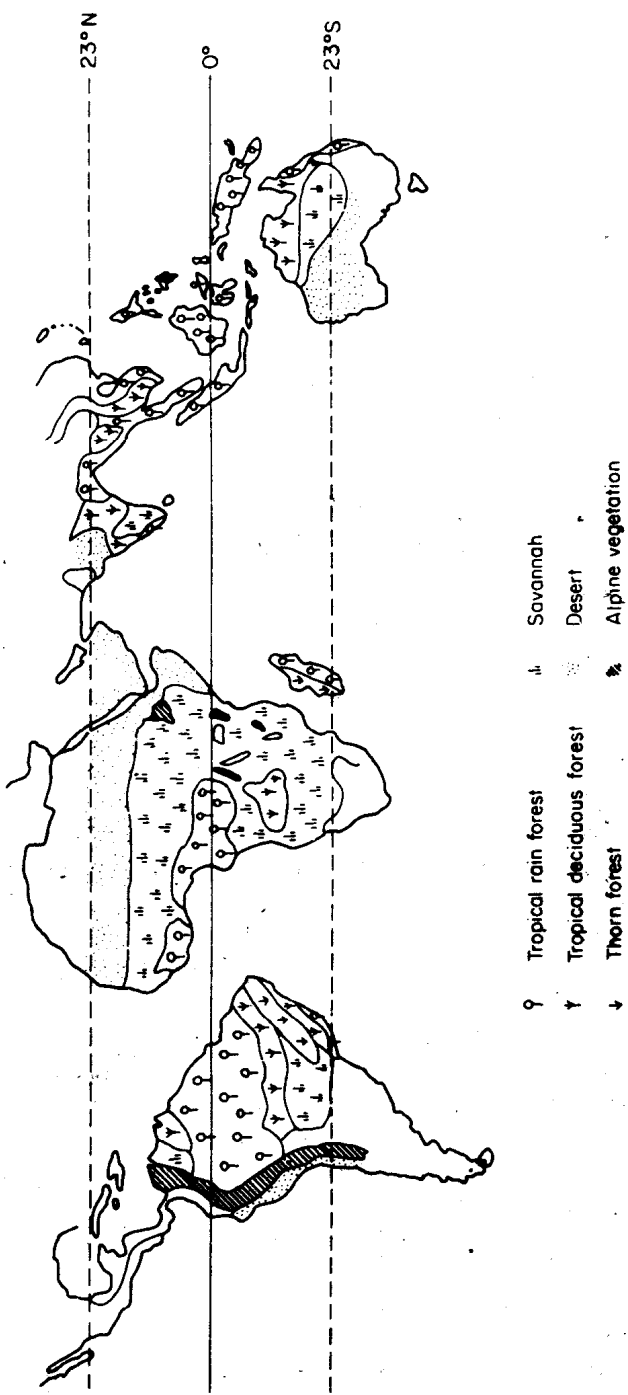 23°N
0°
23°S
Tropical rain forest
Tropical deciduous forest
Thorn forest
Savannah
Desert
Alpine vegetation